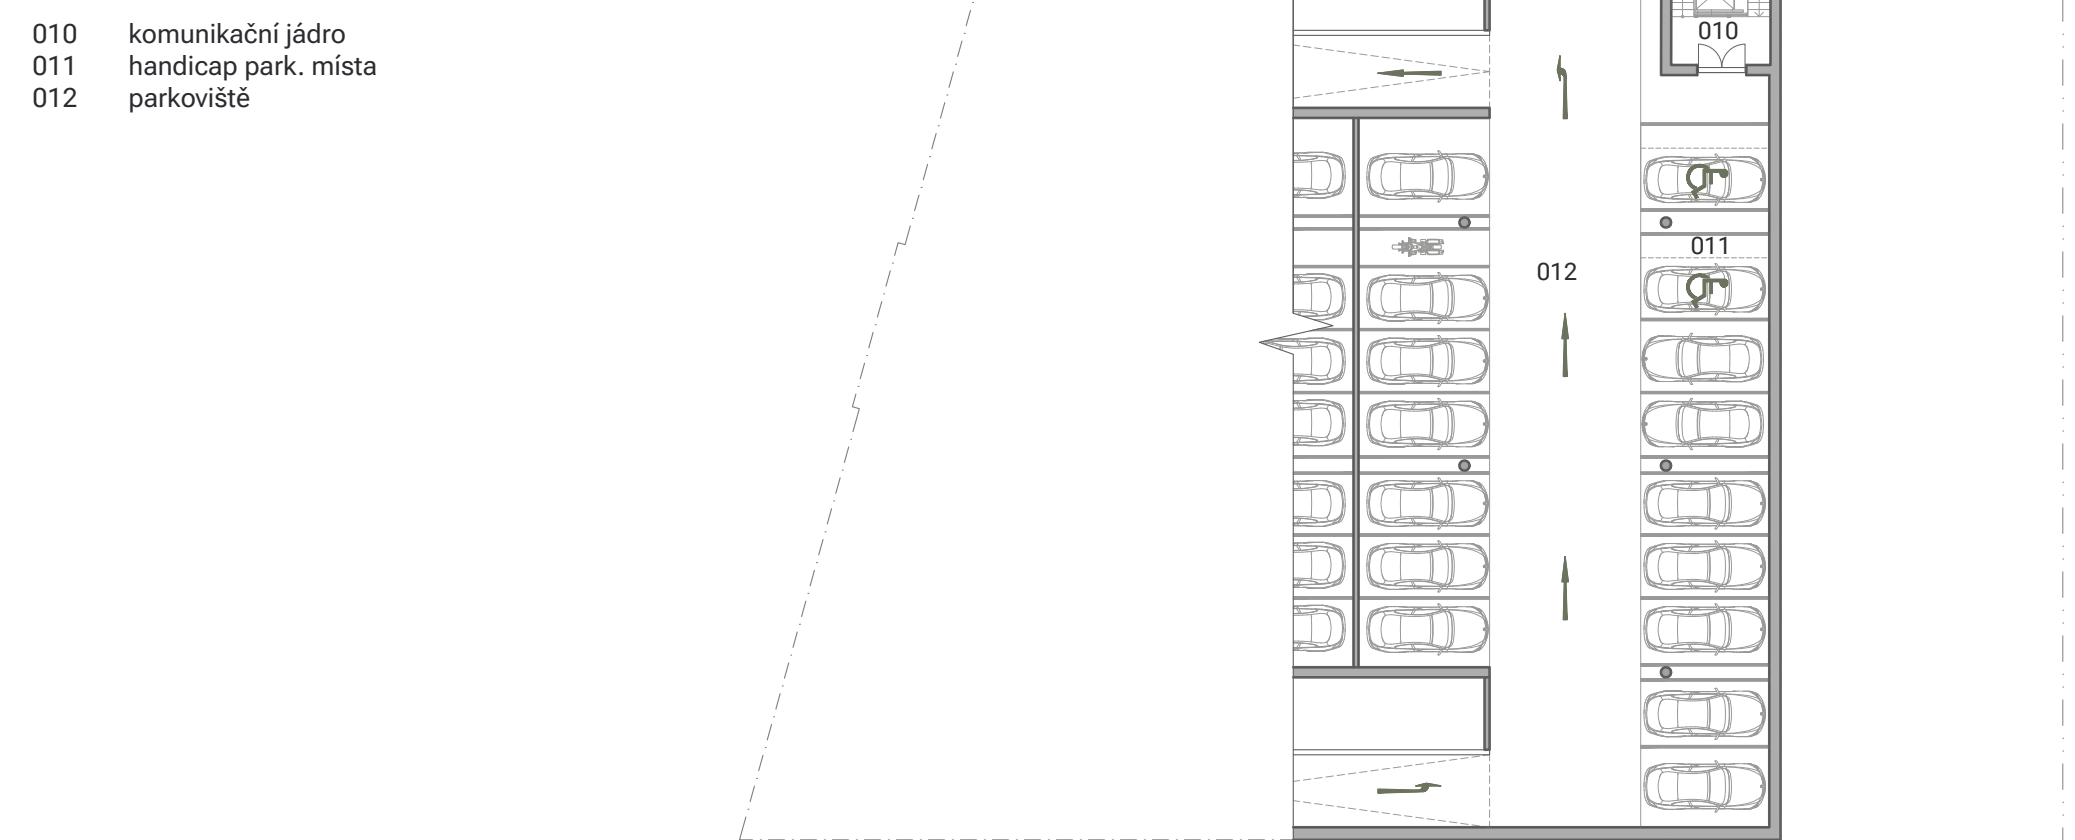 010 komunikační jádro
011 handicap park. místa
012 parkoviště
010
011
012